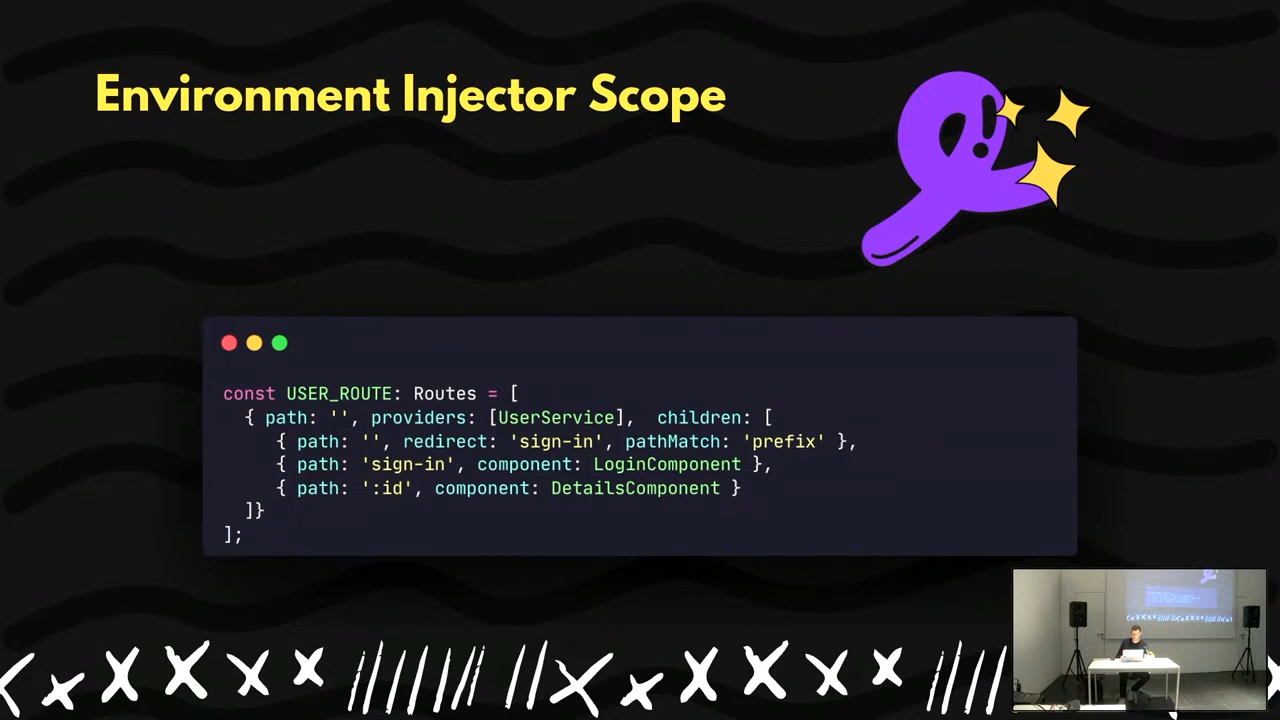 Environment Injector Scope
const USER_ROUTE: Routes = [
  { path: '', providers: [UserService],  children: [
     { path: '', redirect: 'sign-in', pathMatch: 'prefix' },
     { path: 'sign-in', component: LoginComponent },
     { path: ':id', component: DetailsComponent }
  ]}
];